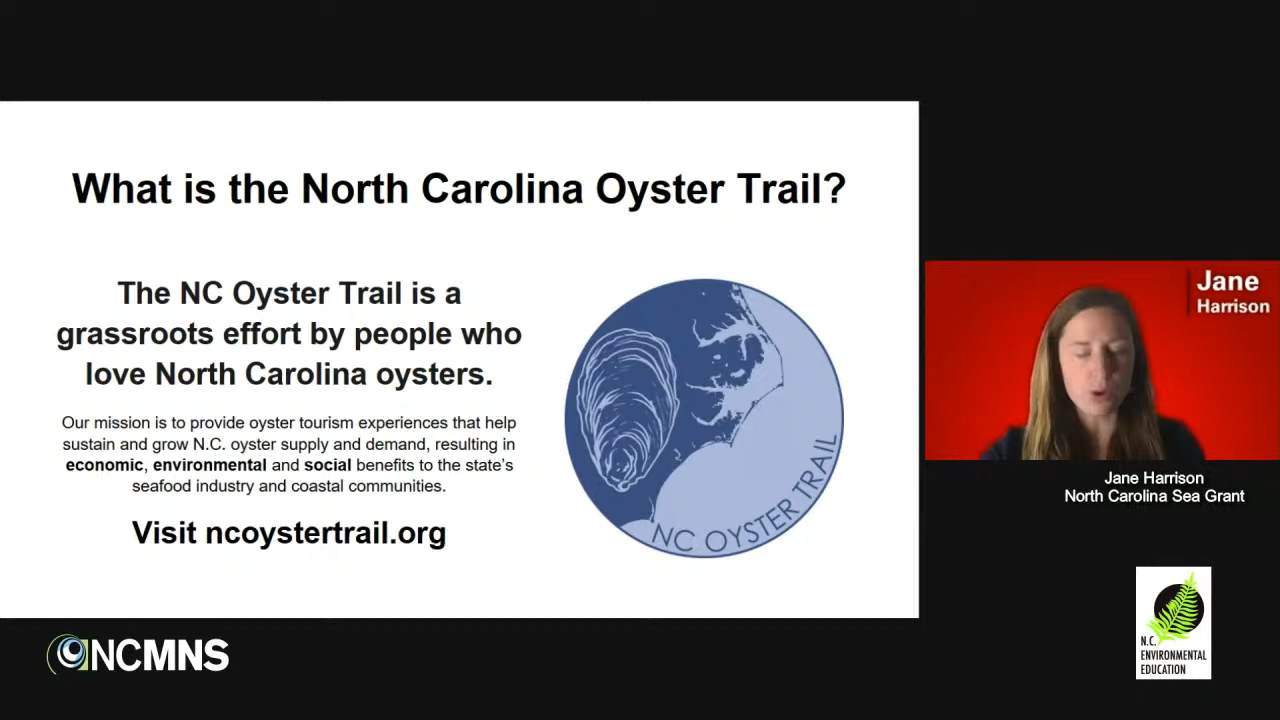 What is the North Carolina Oyster Trail?
The NC Oyster Trail is a
grassroots effort by people who
love North Carolina oysters.
Our mission is to provide oyster tourism experiences that help
sustain and grow N.C. oyster supply and demand, resulting in
economic, environmental and social benefits to the state's
seafood industry and coastal communities.
Visit ncoystertrail.org
NC OYSTER TRAIL
Jane
Harrison
Jane Harrison
North Carolina Sea Grant
NCMNS
N.C.
ENVIRONMENTAL
EDUCATION